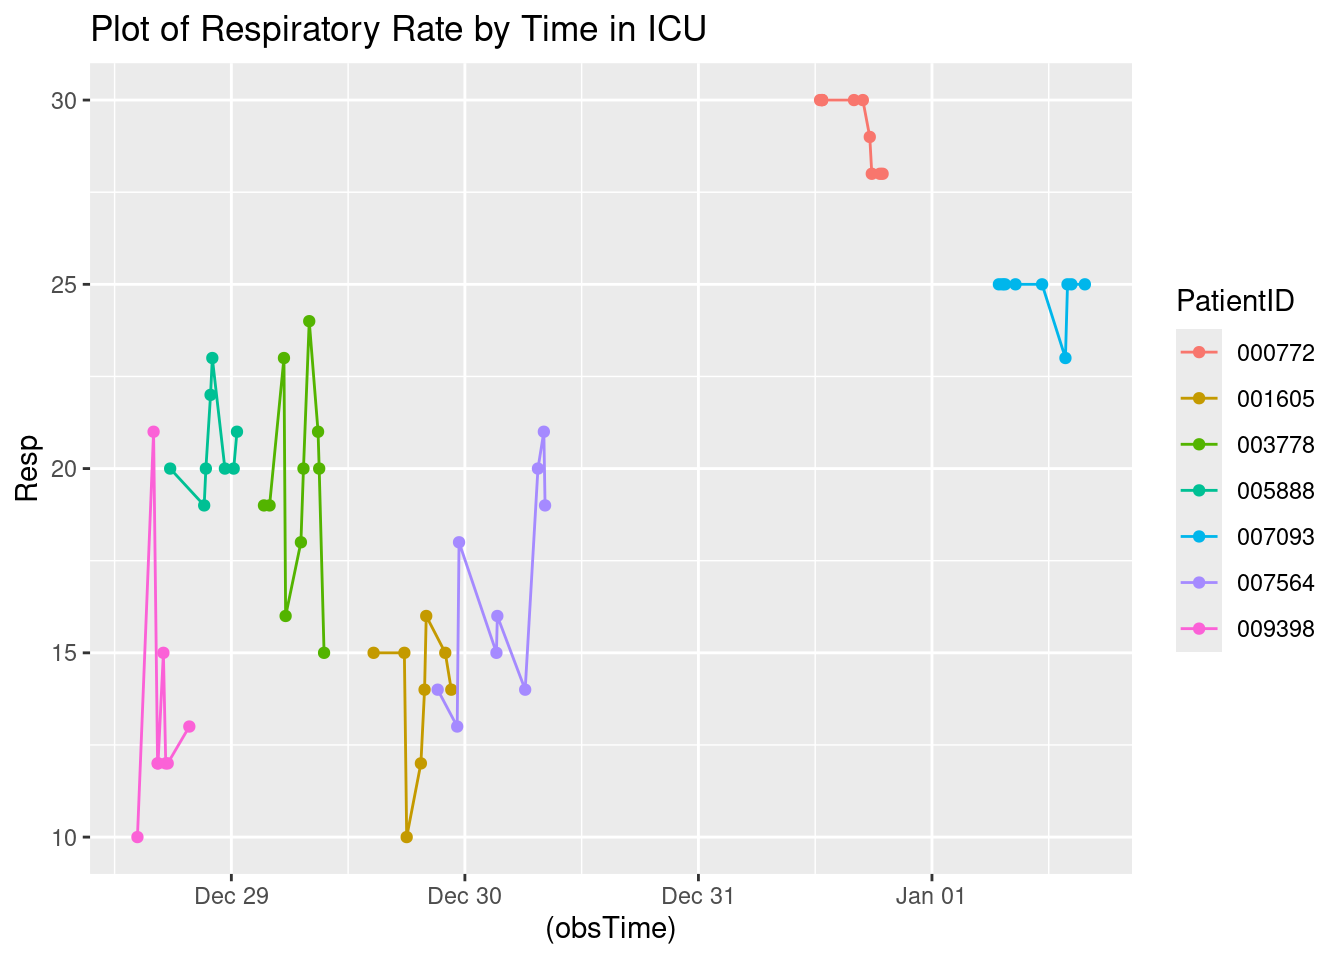 Plot of Respiratory Rate by Time in ICU
30
25
20
15
10
Resp
Dec 29
Dec 30
Dec 31
Jan 01
(obsTime)
PatientID
000772
001605
003778
005888
007093
007564
009398